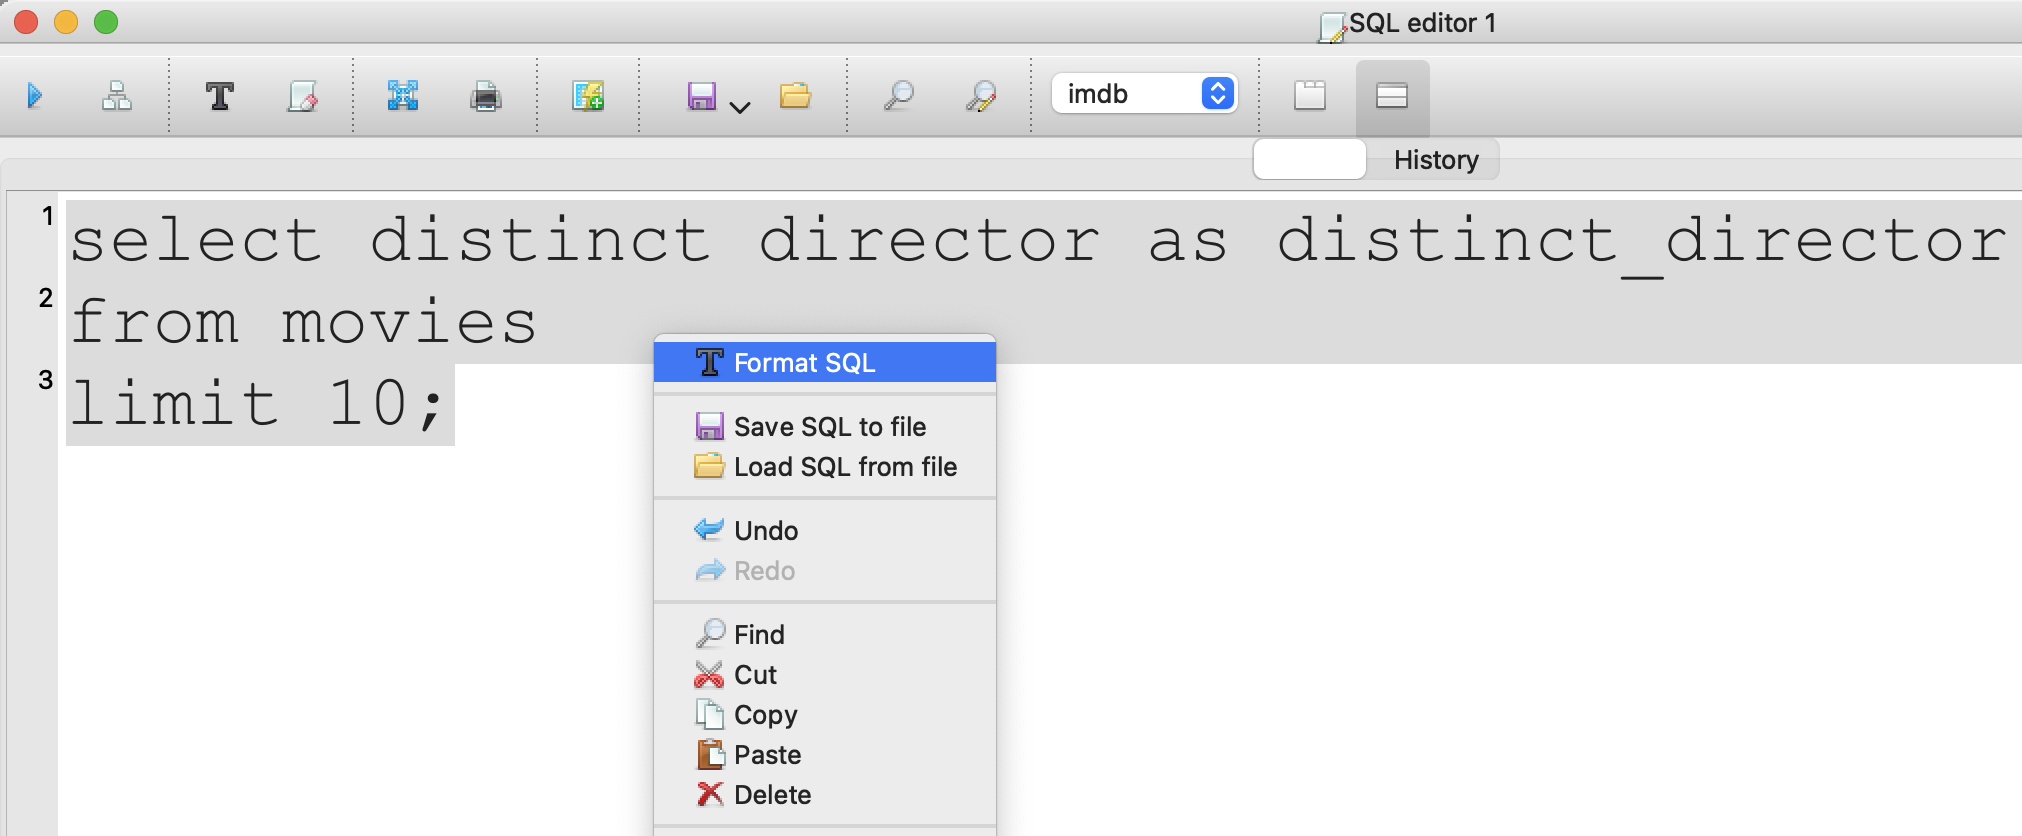 SQL editor 1
imdb
History
1 select distinct director as distinct_director
2 from movies
3 limit 10;
Format SQL
Save SQL to file
Load SQL from file
Undo
Redo
Find
Cut
Copy
Paste
Delete